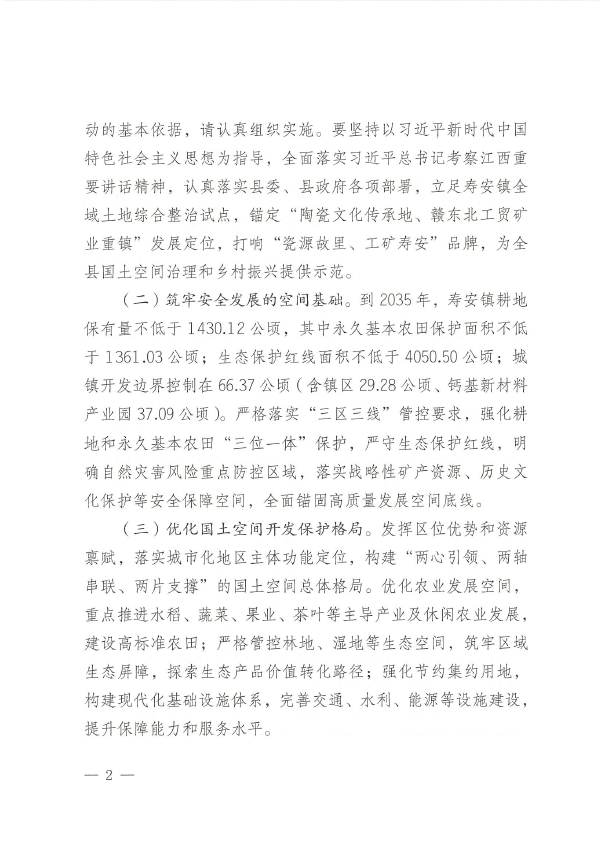 动的基本依据，请认真组织实施。要坚持以习近平新时代中国
特色社会主义思想为指导，全面落实习近平总书记考察江西重
要讲话精神，认真落实县委、县政府各项部署，立足寿安镇全
域土地综合整治试点，锚定“陶瓷文化传承地、赣东北工贸矿
业重镇”发展定位，打响“瓷源故里、工矿寿安”品牌，为全
县国土空间治理和乡村振兴提供示范。
（二）筑牢安全发展的空间基础。到 2035 年，寿安镇耕地
保有量不低于 1430.12 公顷，其中永久基本农田保护面积不低
于 1361.03 公顷；生态保护红线面积不低于 4050.50 公顷；城
镇开发边界控制在 66.37 公顷（含镇区 29.28 公顷、钙基新材料
产业园 37.09 公顷）。严格落实“三区三线”管控要求，强化耕
地和永久基本农田“三位一体”保护，严守生态保护红线，明
确自然灾害风险重点防控区域，落实战略性矿产资源、历史文
化保护等安全保障空间，全面锚固高质量发展空间底线。
（三）优化国土空间开发保护格局。发挥区位优势和资源
禀赋，落实城市化地区主体功能定位，构建“两心引领、两轴
串联、两片支撑”的国土空间总体格局。优化农业发展空间，
重点推进水稻、蔬菜、果业、茶叶等主导产业及休闲农业发展，
建设高标准农田；严格管控林地、湿地等生态空间，筑牢区域
生态屏障，探索生态产品价值转化路径；强化节约集约用地，
构建现代化基础设施体系，完善交通、水利、能源等设施建设，
提升保障能力和服务水平。
— 2 —